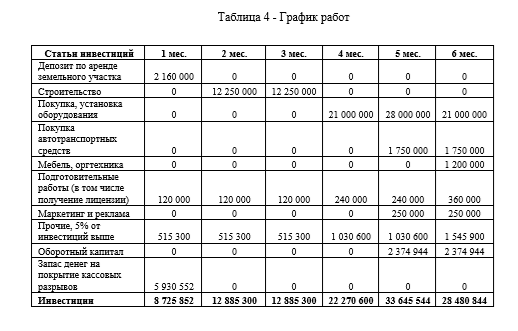 Таблица 4 - График работ
Статьи инвестиций 1 мес. 2 мес. 3 мес. 4 мес. 5 мес. 6 мес.
Депозит по аренде
земельного участка 2 160 000 0 0 0 0 0
Строительство 0 12 250 000 12 250 000 0 0 0
Покупка, установка
оборудования 0 0 0 21 000 000 28 000 000 21 000 000
Покупка
автотранспортных
средств 0 0 0 0 1 750 000 1 750 000
Мебель, оргтехника 0 0 0 0 0 1 200 000
Подготовительные
работы (в том числе
получение лицензии) 120 000 120 000 120 000 240 000 240 000 360 000
Маркетинг и реклама 0 0 0 0 250 000 250 000
Прочие, 5% от
инвестиций выше 515 300 515 300 515 300 1 030 600 1 030 600 1 545 900
Оборотный капитал 0 0 0 0 2 374 944 2 374 944
Запас денег на
покрытие кассовых
разрывов 5 930 552 0 0 0 0 0
Инвестиции 8 725 852 12 885 300 12 885 300 22 270 600 33 645 544 28 480 844